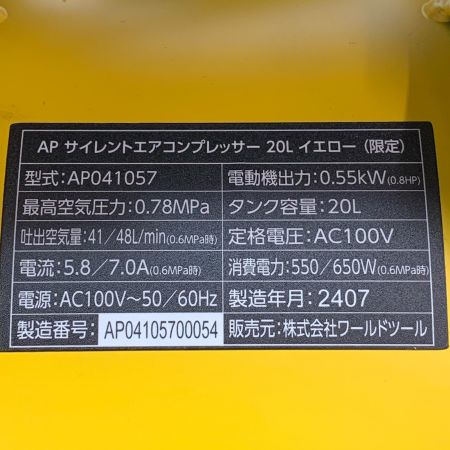 AP サイレントエアコンプレッサー 20L イエロー（限定）
型式：AP041057 電動機出力：0.55kW(0.8HP)
最高空気圧力：0.78MPa タンク容量：20L
吐出空気量：41／48L/min(0.6MPa時) 定格電圧：AC100V
電流：5.8／7.0A(0.6MPa時) 消費電力：550／650W(0.6MPa時)
電源：AC100V〜50／60Hz 製造年月：2407
製造番号： AP04105700054 販売元：株式会社ワールドツール